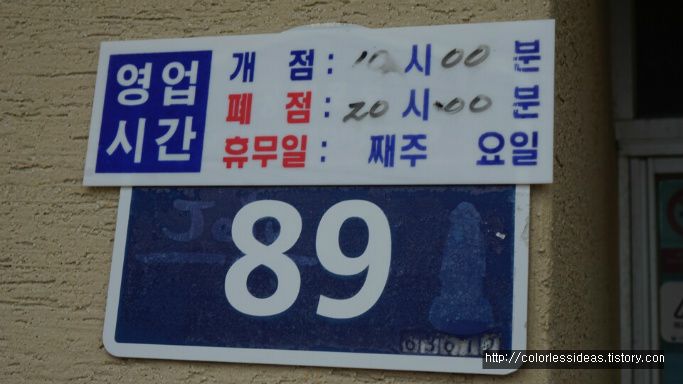 영업
시간
개 점 : 10 시 00 분
폐 점 : 20 시 00 분
휴무일 : 째주 요일
89
63617
http://colorlessideas.tistory.com